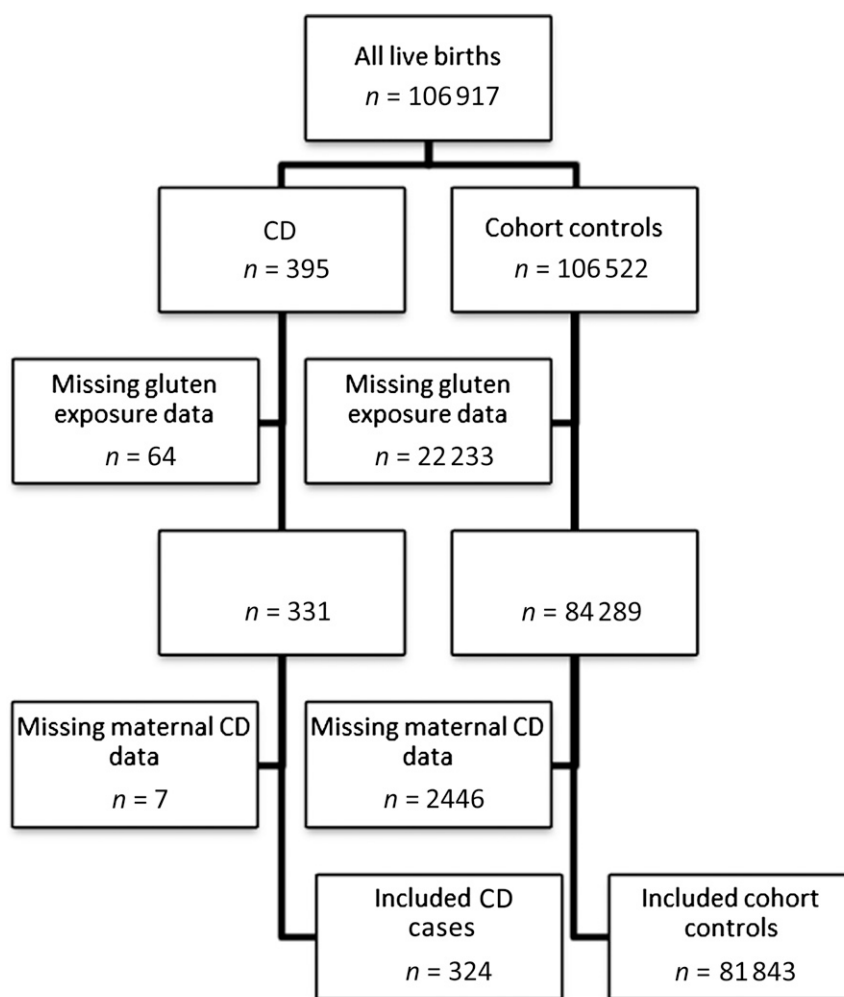 All live births
n = 106 917
CD
n = 395
Cohort controls
n = 106 522
Missing gluten
exposure data
n = 64
Missing gluten
exposure data
n = 22 233
n = 331
n = 84 289
Missing maternal CD
data
n = 7
Missing maternal CD
data
n = 2446
Included CD
cases
n = 324
Included cohort
controls
n = 81 843